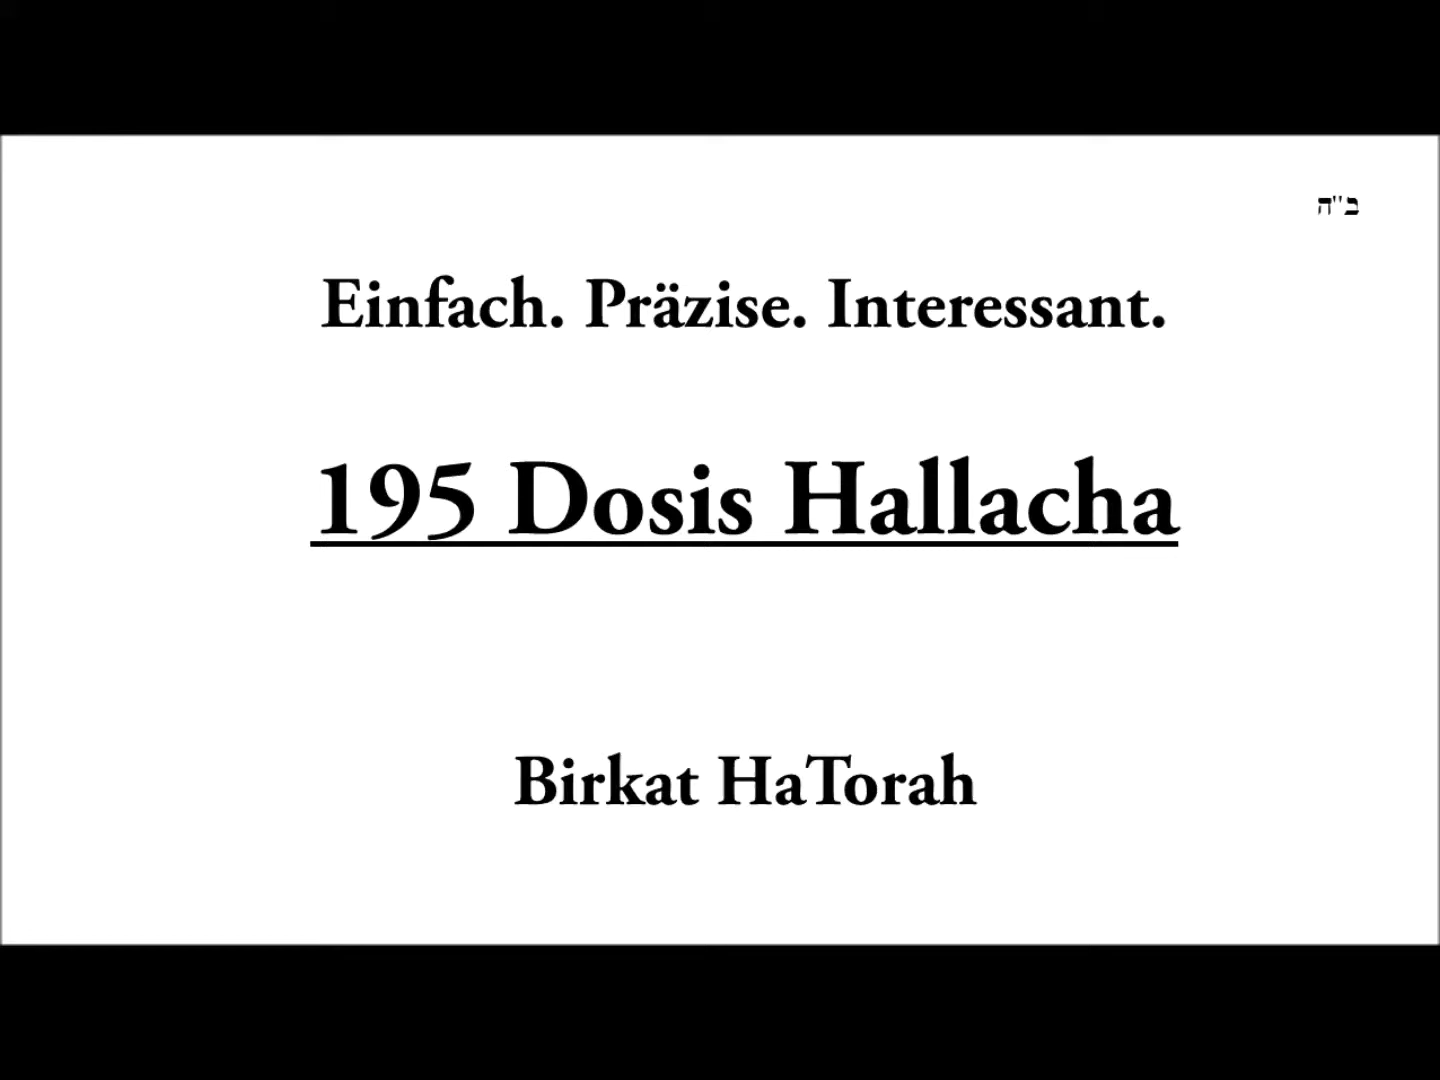 ב"ה
Einfach. Präzise. Interessant.
195 Dosis Hallacha
Birkat HaTorah